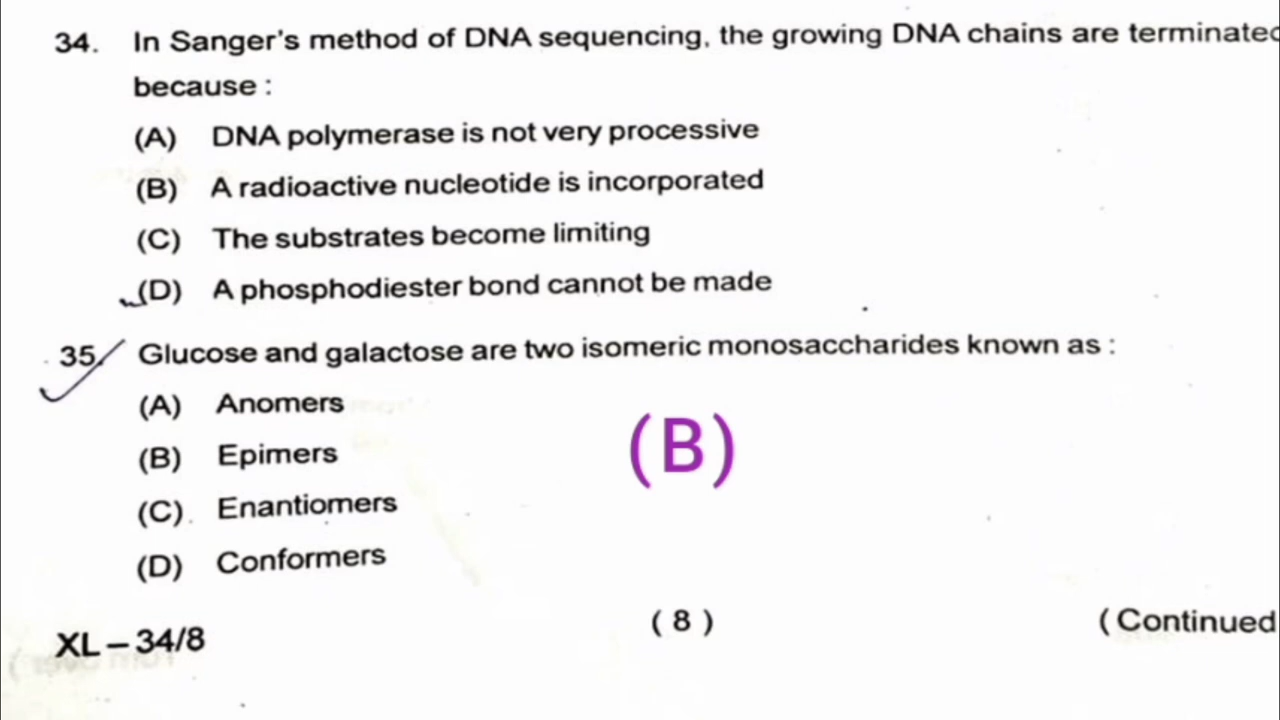 34. In Sanger's method of DNA sequencing, the growing DNA chains are terminated
because :
(A) DNA polymerase is not very processive
(B) A radioactive nucleotide is incorporated
(C) The substrates become limiting
(D) A phosphodiester bond cannot be made
35. Glucose and galactose are two isomeric monosaccharides known as :
(A) Anomers
(B) Epimers
(B)
(C) Enantiomers
(D) Conformers
XL – 34/8 ( 8 ) ( Continued